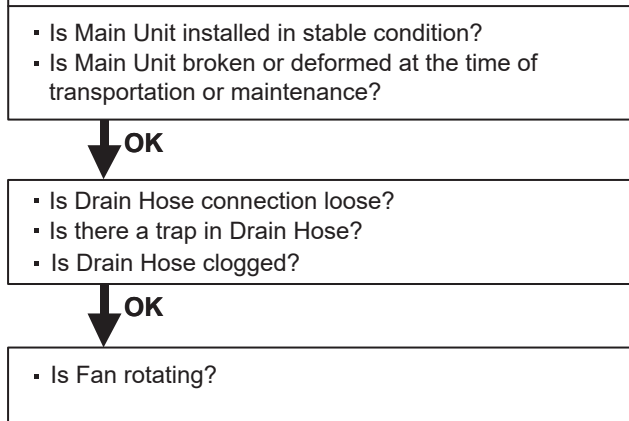 ▪ Is Main Unit installed in stable condition?
▪ Is Main Unit broken or deformed at the time of
transportation or maintenance?
OK
▪ Is Drain Hose connection loose?
▪ Is there a trap in Drain Hose?
▪ Is Drain Hose clogged?
OK
▪ Is Fan rotating?